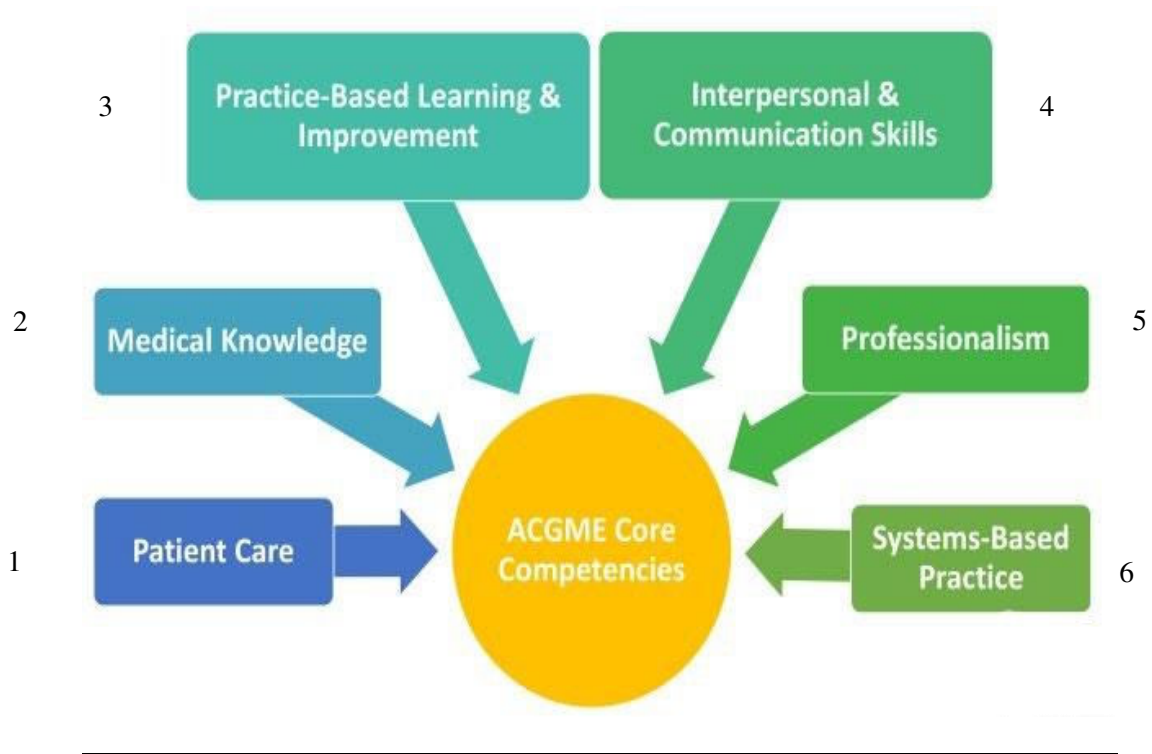 3
Practice-Based Learning &
Improvement
Interpersonal &
Communication Skills
4
2
Medical Knowledge
Professionalism
5
1
Patient Care
ACGME Core
Competencies
Systems-Based
Practice
6